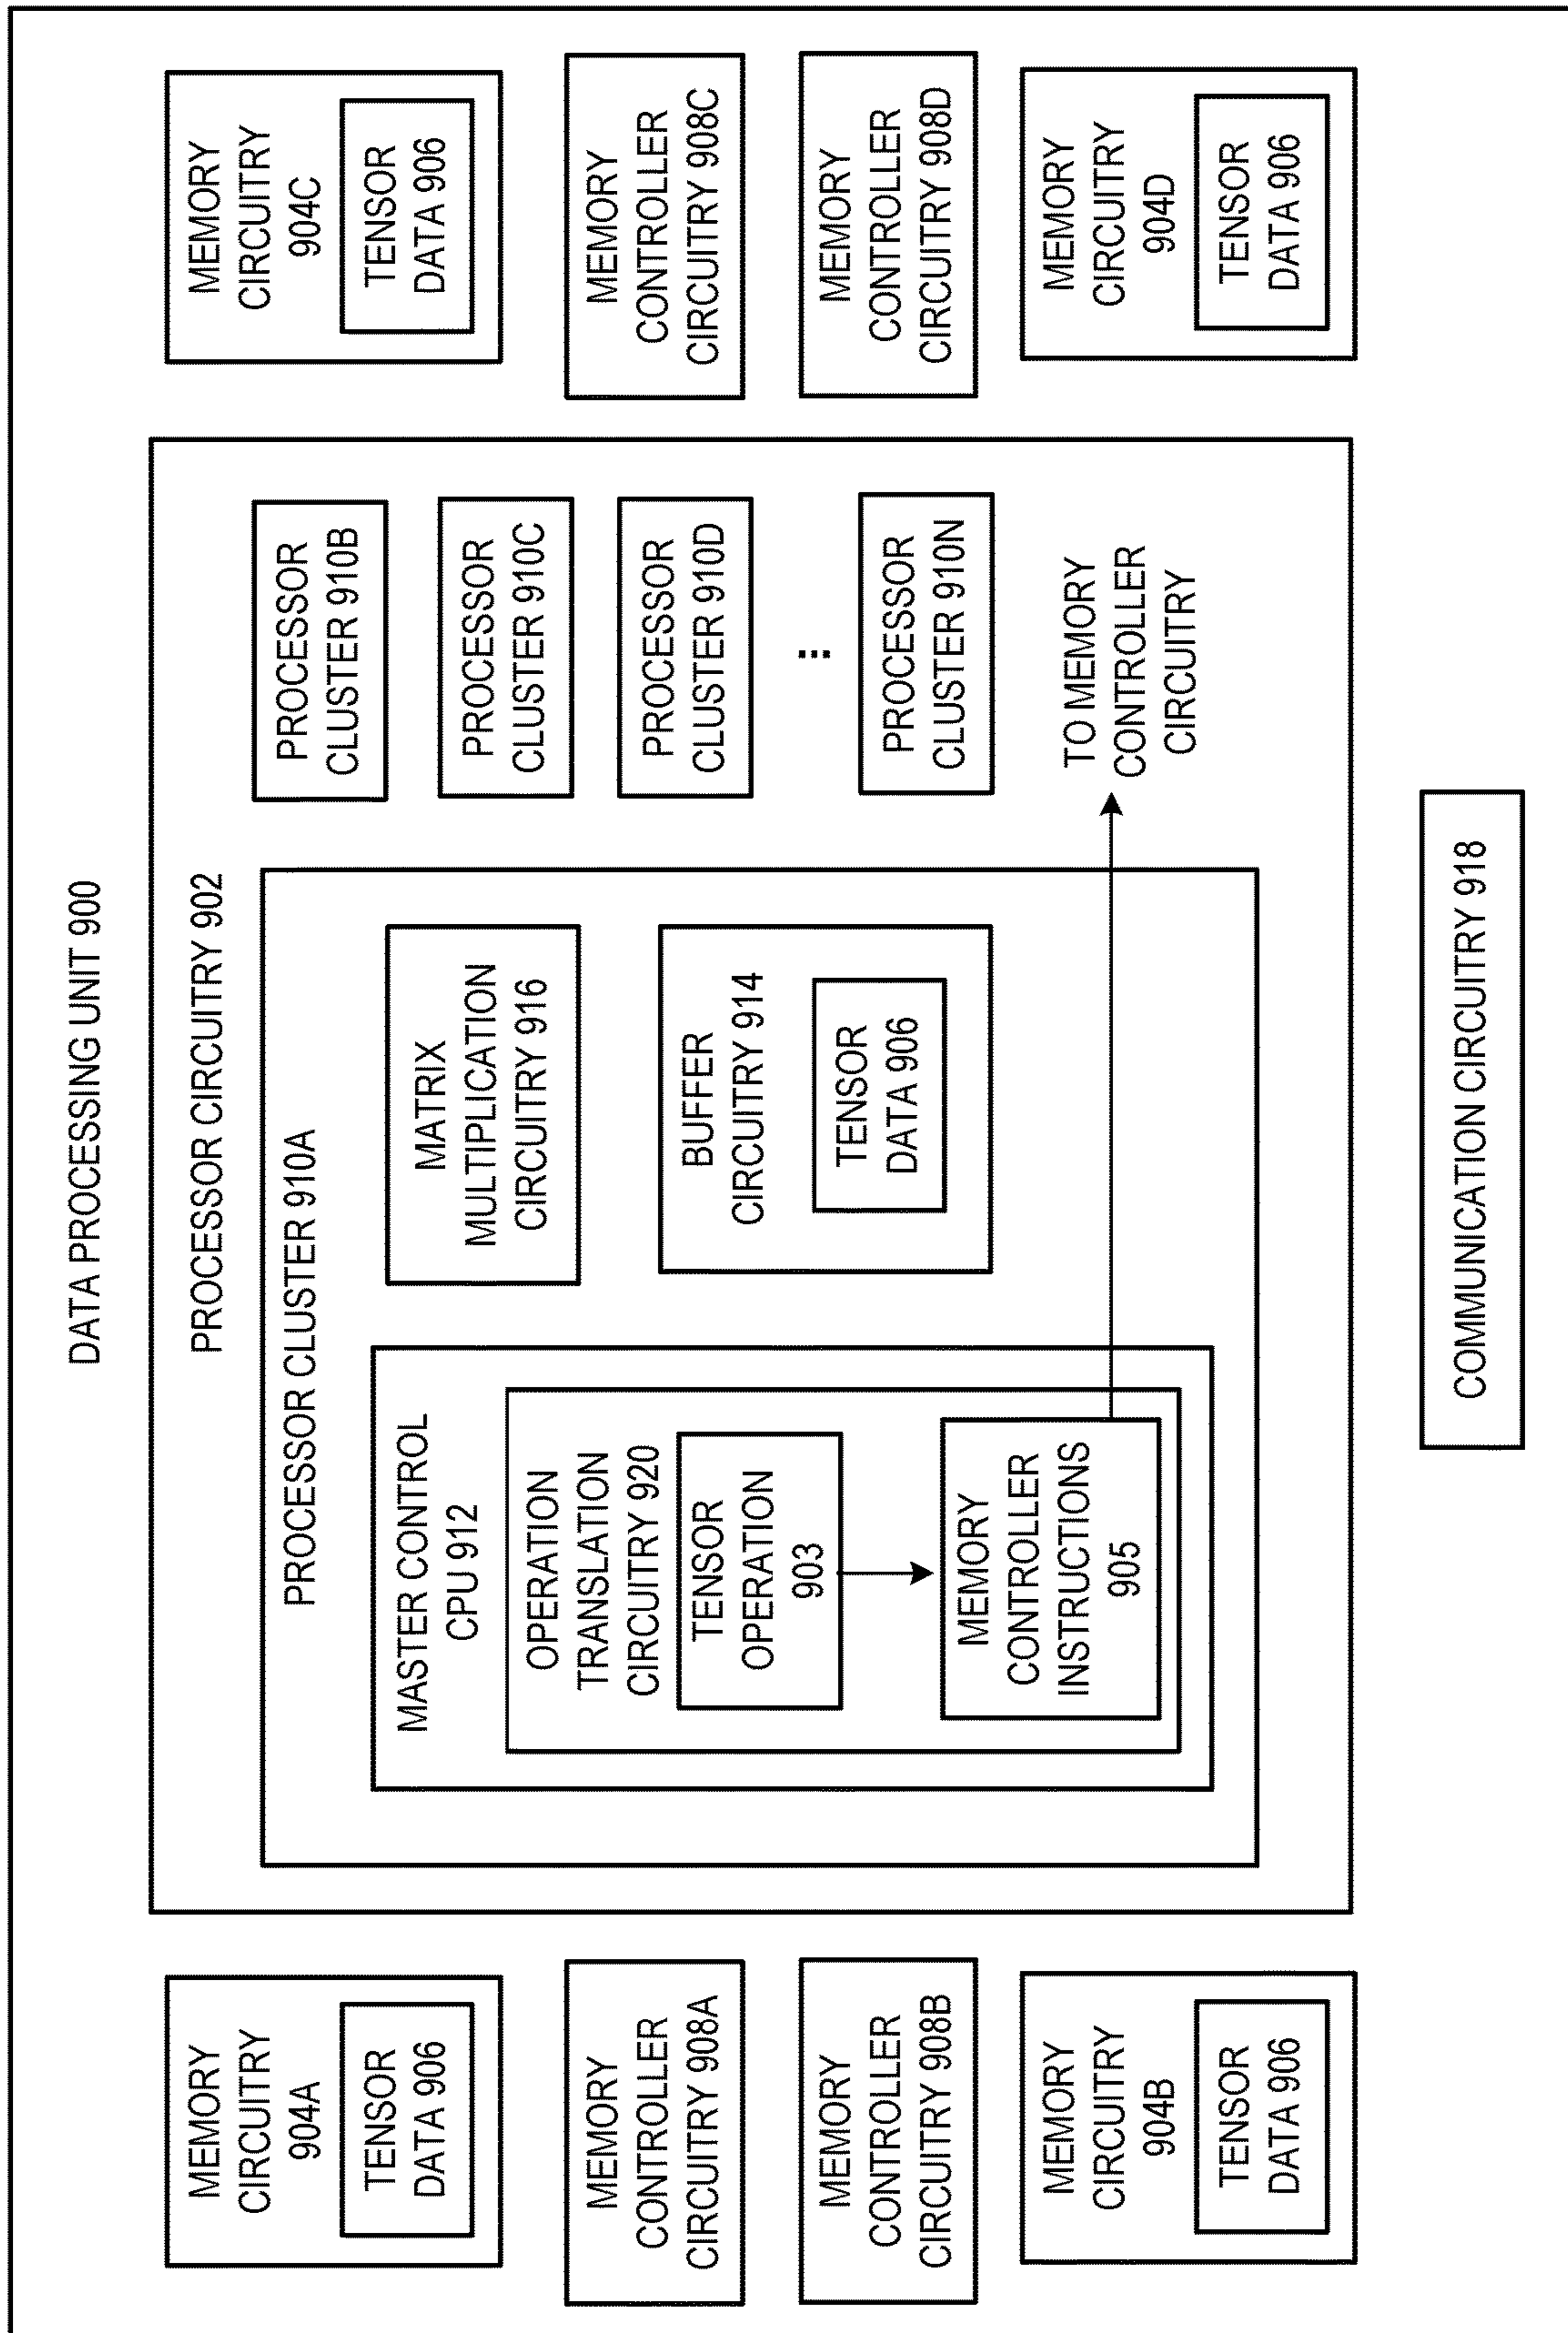 DATA PROCESSING UNIT 900
MEMORY
CIRCUITRY
904A
TENSOR
DATA 906
MEMORY
CONTROLLER
CIRCUITRY 908A
MEMORY
CONTROLLER
CIRCUITRY 908B
MEMORY
CIRCUITRY
904B
TENSOR
DATA 906
PROCESSOR CIRCUITRY 902
PROCESSOR CLUSTER 910A
MASTER CONTROL
CPU 912
OPERATION
TRANSLATION
CIRCUITRY 920
TENSOR
OPERATION
903
MEMORY
CONTROLLER
INSTRUCTIONS
905
MATRIX
MULTIPLICATION
CIRCUITRY 916
BUFFER
CIRCUITRY 914
TENSOR
DATA 906
PROCESSOR
CLUSTER 910B
PROCESSOR
CLUSTER 910C
PROCESSOR
CLUSTER 910D
...
PROCESSOR
CLUSTER 910N
TO MEMORY
CONTROLLER
CIRCUITRY
MEMORY
CIRCUITRY
904C
TENSOR
DATA 906
MEMORY
CONTROLLER
CIRCUITRY 908C
MEMORY
CONTROLLER
CIRCUITRY 908D
MEMORY
CIRCUITRY
904D
TENSOR
DATA 906
COMMUNICATION CIRCUITRY 918